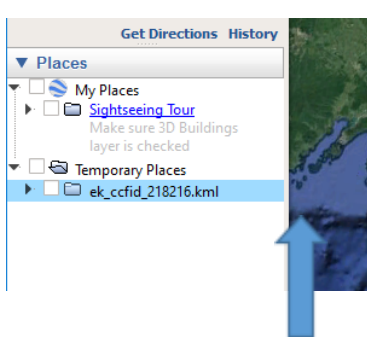 Get Directions History
Places
My Places
Sightseeing Tour
Make sure 3D Buildings
layer is checked
Temporary Places
ek_ccfid_218216.kml